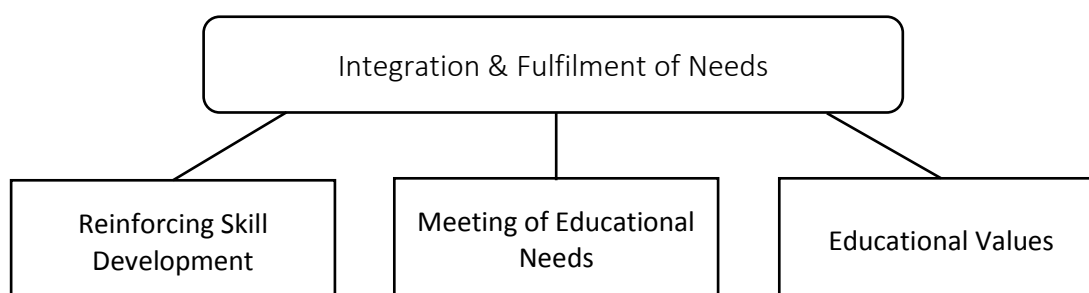 Integration & Fulfilment of Needs
Reinforcing Skill
Development
Meeting of Educational
Needs
Educational Values